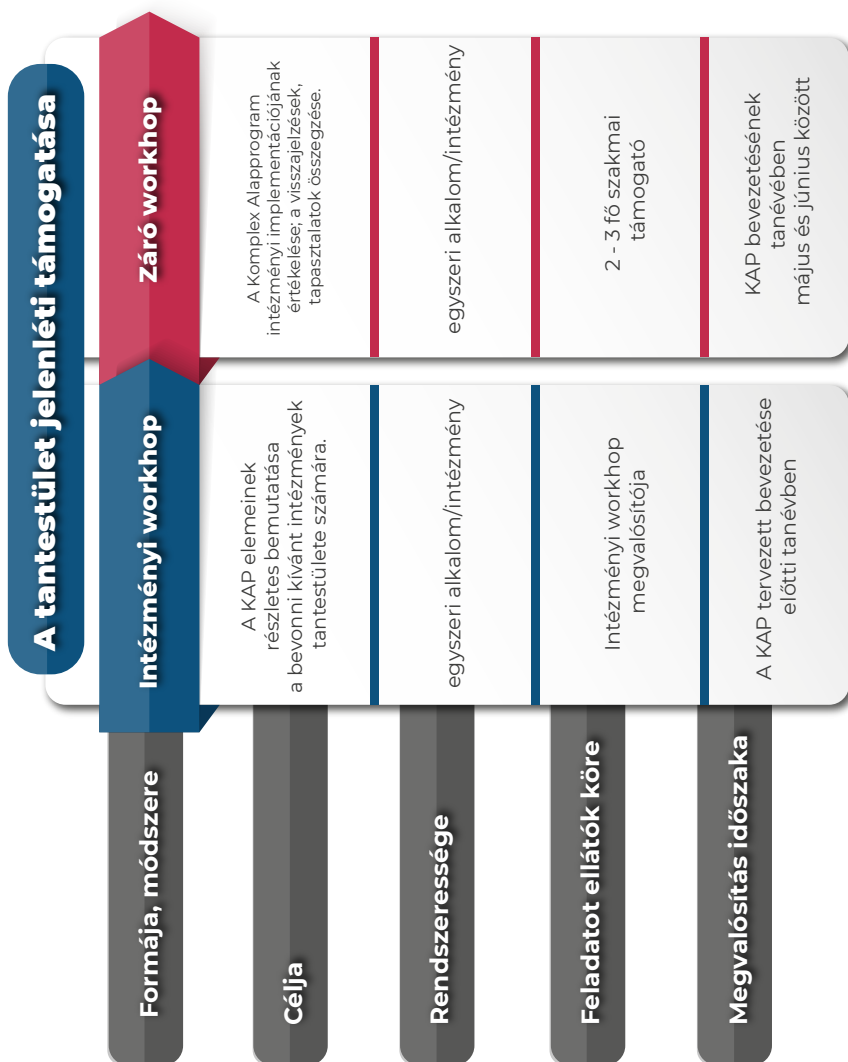 A tantestület jelenléti támogatása
Formája, módszere
Intézményi workhop
Záró workhop
Célja
A KAP elemeinek
részletes bemutatása
a bevonni kívánt intézmények
tantestülete számára.
A Komplex Alapprogram
intézményi implementációjának
értékelése; a visszajelzések,
tapasztalatok összegzése.
Rendszeressége
egyszeri alkalom/intézmény
egyszeri alkalom/intézmény
Feladatot ellátók köre
Intézményi workhop
megvalósítója
2 - 3 fő szakmai
támogató
Megvalósítás időszaka
A KAP tervezett bevezetése
előtti tanévben
KAP bevezetésének
tanévében
május és június között